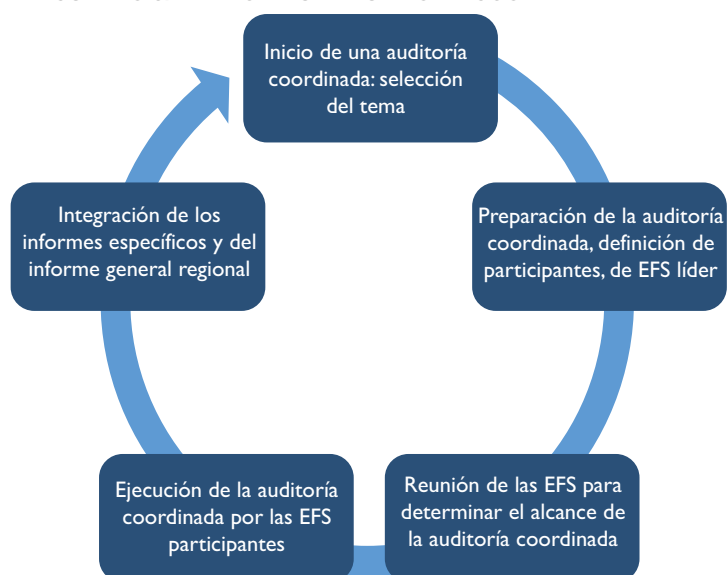 Inicio de una auditoría
coordinada: selección
del tema
Preparación de la auditoría
coordinada, definición de
participantes, de EFS líder
Reunión de las EFS para
determinar el alcance de
la auditoría coordinada
Ejecución de la auditoría
coordinada por las EFS
participantes
Integración de los
informes específicos y del
informe general regional